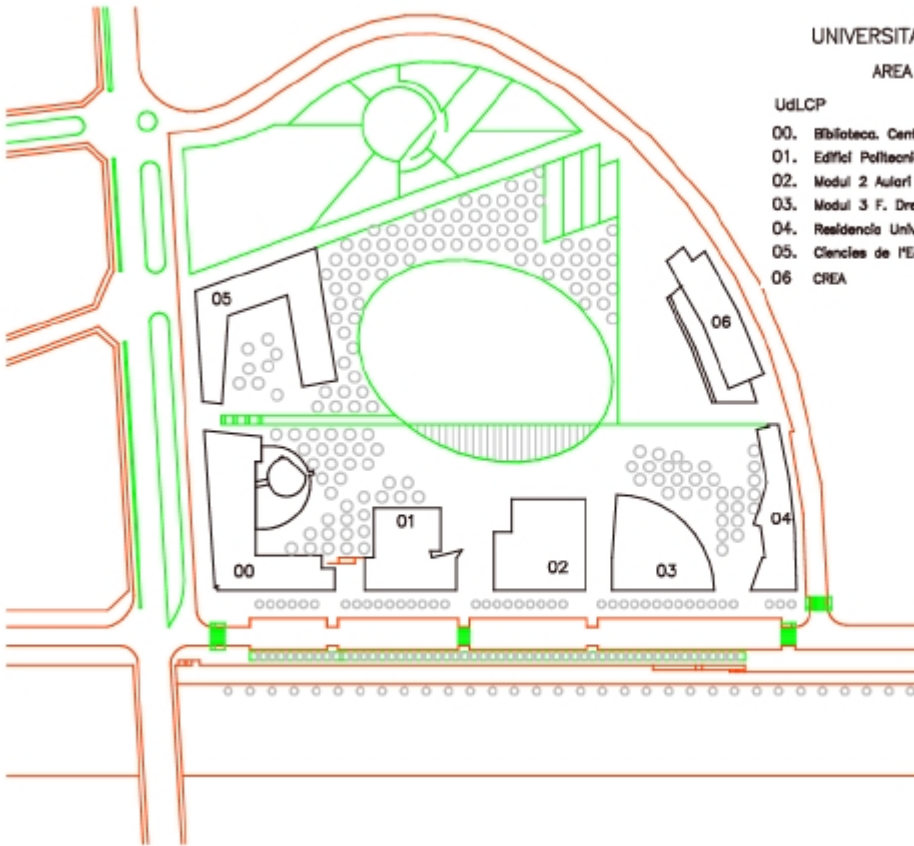 UNIVERSITA
AREA
UdLCP
00. Biblioteca. Cen
01. Edifici Politecni
02. Modul 2 Aulari
03. Modul 3 F. Dre
04. Residencia Univ
05. Ciencies de l'E
06 CREA
05
06
01
04
00
02
03